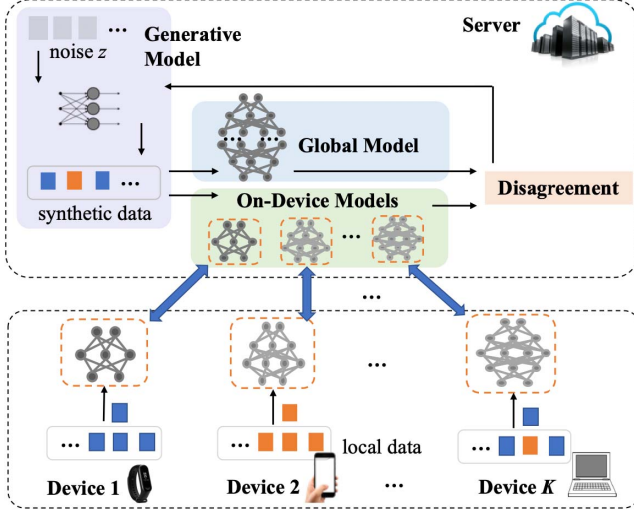 Server
Generative
Model
noise z
...
synthetic data
...
Global Model
...
...
On-Device Models
...
Disagreement
...
...
...
...
...
local data
Device 1
Device 2
...
Device K